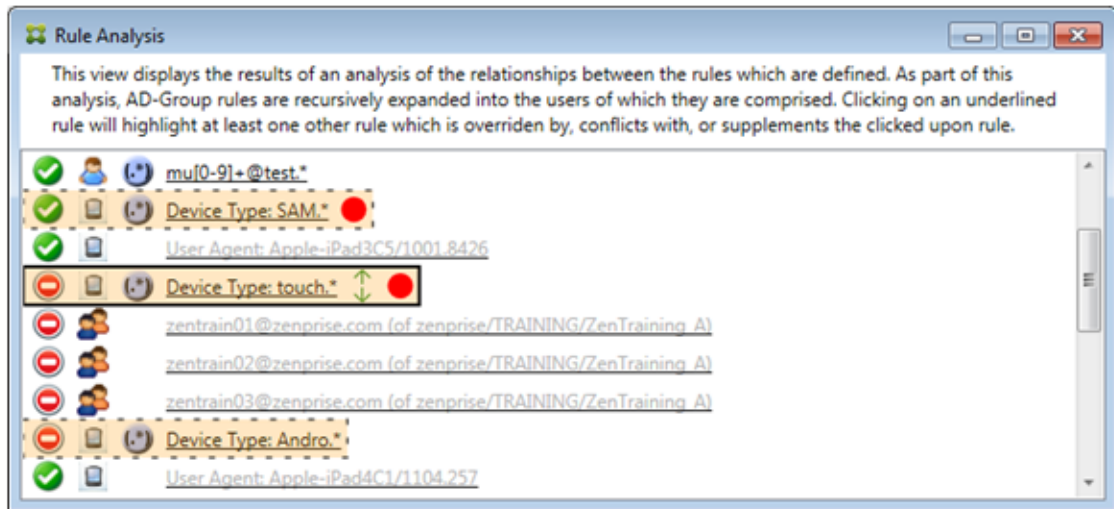 Rule Analysis
This view displays the results of an analysis of the relationships between the rules which are defined. As part of this
analysis, AD-Group rules are recursively expanded into the users of which they are comprised. Clicking on an underlined
rule will highlight at least one other rule which is overriden by, conflicts with, or supplements the clicked upon rule.
(.*) mu[0-9]+@test.*
(.*) Device Type: SAM.*
User Agent: Apple-iPad3C5/1001.8426
(.*) Device Type: touch.*
zentrain01@zenprise.com (of zenprise/TRAINING/ZenTraining A)
zentrain02@zenprise.com (of zenprise/TRAINING/ZenTraining A)
zentrain03@zenprise.com (of zenprise/TRAINING/ZenTraining A)
(.*) Device Type: Andro.*
User Agent: Apple-iPad4C1/1104.257